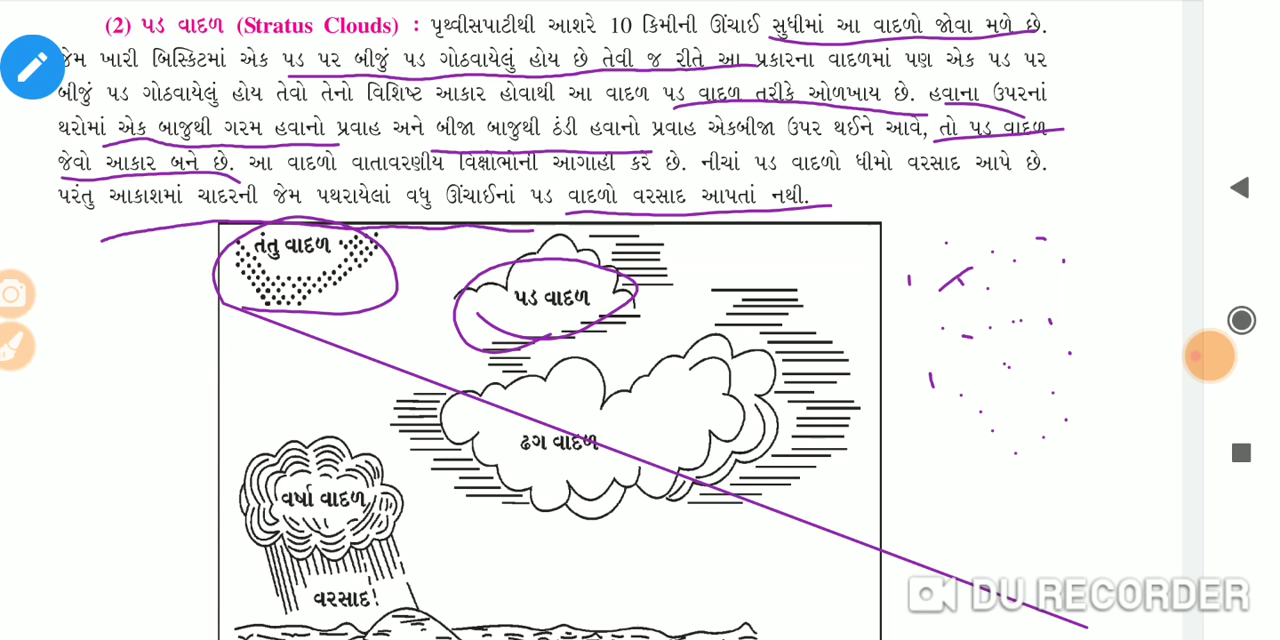 (2) પડ વાદળ (Stratus Clouds) : પૃથ્વીસપાટીથી આશરે 10 કિમીની ઊંચાઈ સુધીમાં આ વાદળો જોવા મળે છે.
જેમ ખારી બિસ્કિટમાં એક પડ પર બીજું પડ ગોઠવાયેલું હોય છે તેવી જ રીતે આ પ્રકારના વાદળમાં પણ એક પડ પર
બીજું પડ ગોઠવાયેલું હોય તેવો તેનો વિશિષ્ટ આકાર હોવાથી આ વાદળ પડ વાદળ તરીકે ઓળખાય છે. હવાના ઉપરનાં
થરોમાં એક બાજુથી ગરમ હવાનો પ્રવાહ અને બીજા બાજુથી ઠંડી હવાનો પ્રવાહ એકબીજા ઉપર થઈને આવે, તો પડ વાદળ
જેવો આકાર બને છે. આ વાદળો વાતાવરણીય વિક્ષોભોની આગાહી કરે છે. નીચાં પડ વાદળો ધીમો વરસાદ આપે છે.
પરંતુ આકાશમાં ચાદરની જેમ પથરાયેલાં વધુ ઊંચાઈનાં પડ વાદળો વરસાદ આપતાં નથી.
તંતુ વાદળ
પડ વાદળ
ઢગ વાદળ
વર્ષા વાદળ
વરસાદ
DU RECORDER